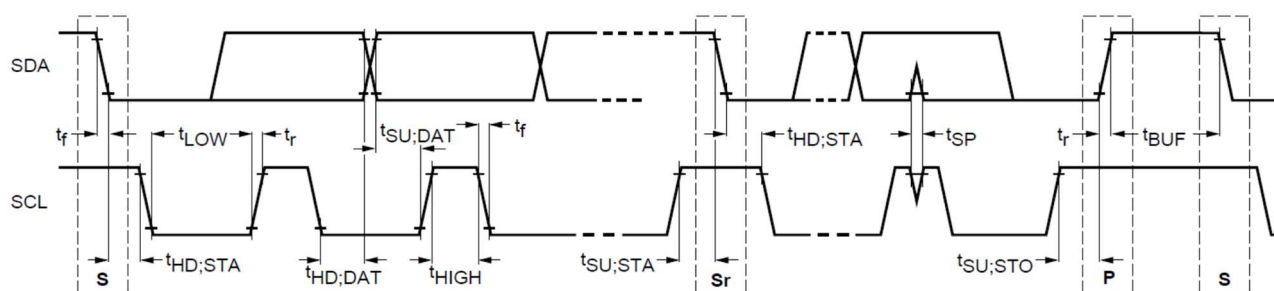 SDA
tf
tLOW
tr
tSU;DAT
tf
tHD;STA
tSP
tr
tBUF
SCL
S
tHD;STA
tHD;DAT
tHIGH
tSU;STA
Sr
tSU;STO
P
S